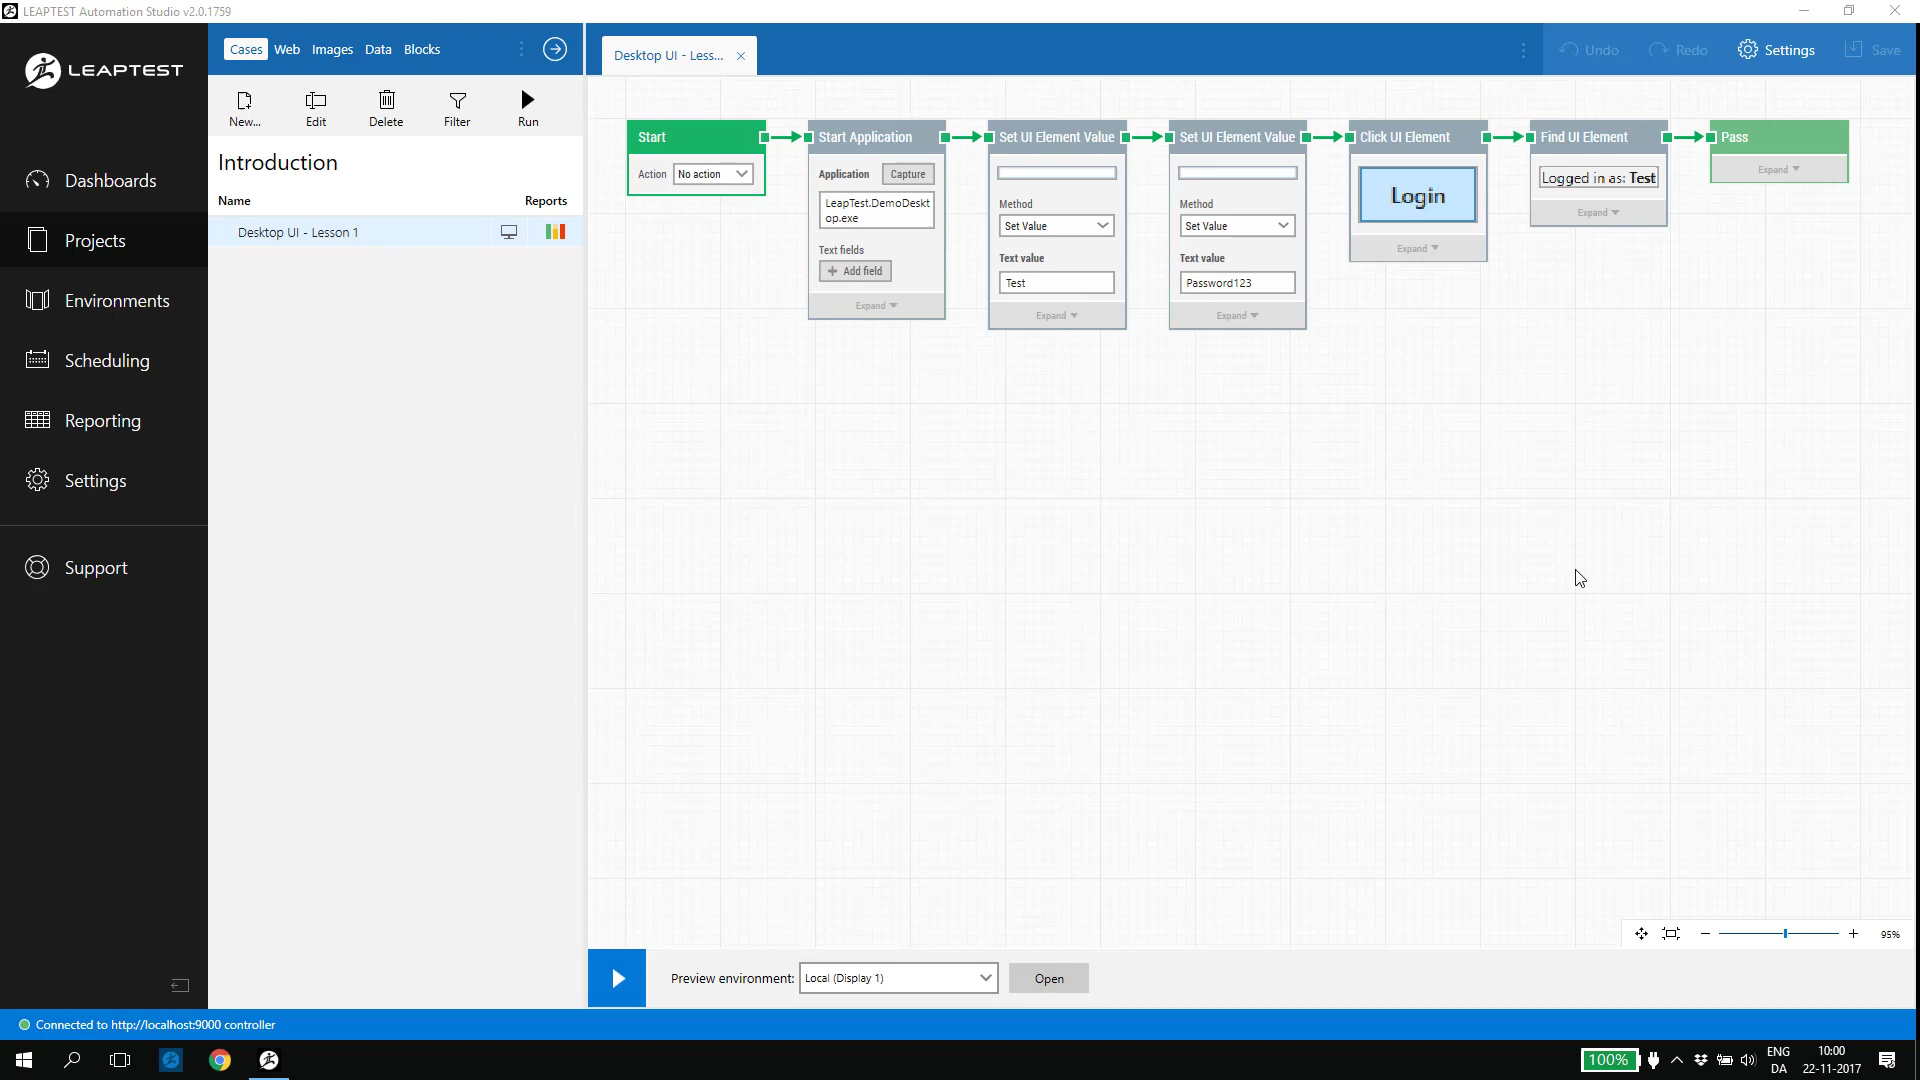 LEAPTEST Automation Studio v2.0.1759
LEAPTEST
Cases Web Images Data Blocks
Desktop UI - Less...
Undo Redo Settings Save
New... Edit Delete Filter Run
Introduction
Name Reports
Desktop UI - Lesson 1
Dashboards
Projects
Environments
Scheduling
Reporting
Settings
Support
Start
Action No action
Start Application
Application Capture
LeapTest.DemoDeskt
op.exe
Text fields
Add field
Expand
Set UI Element Value
Method
Set Value
Text value
Test
Expand
Set UI Element Value
Method
Set Value
Text value
Password123
Expand
Click UI Element
Login
Expand
Find UI Element
Logged in as: Test
Expand
Pass
Expand
95%
Preview environment: Local (Display 1) Open
Connected to http://localhost:9000 controller
100%
ENG
DA
10:00
22-11-2017